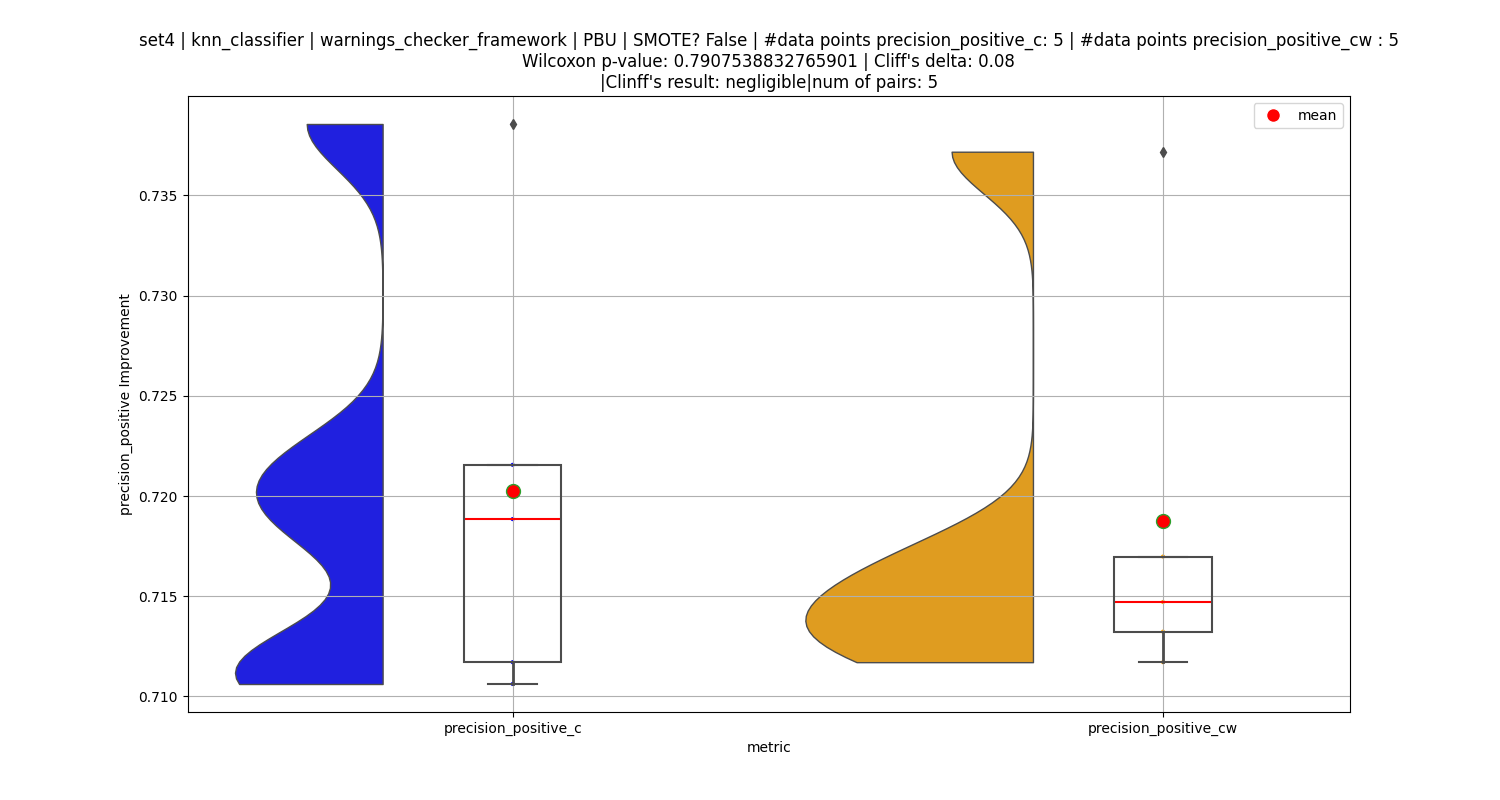 set4 | knn_classifier | warnings_checker_framework | PBU | SMOTE? False | #data points precision_positive_c: 5 | #data points precision_positive_cw : 5
Wilcoxon p-value: 0.7907538832765901 | Cliff's delta: 0.08
|Clinff's result: negligible|num of pairs: 5
mean
0.735
0.730
0.725
0.720
0.715
0.710
precision_positive Improvement
precision_positive_c
precision_positive_cw
metric